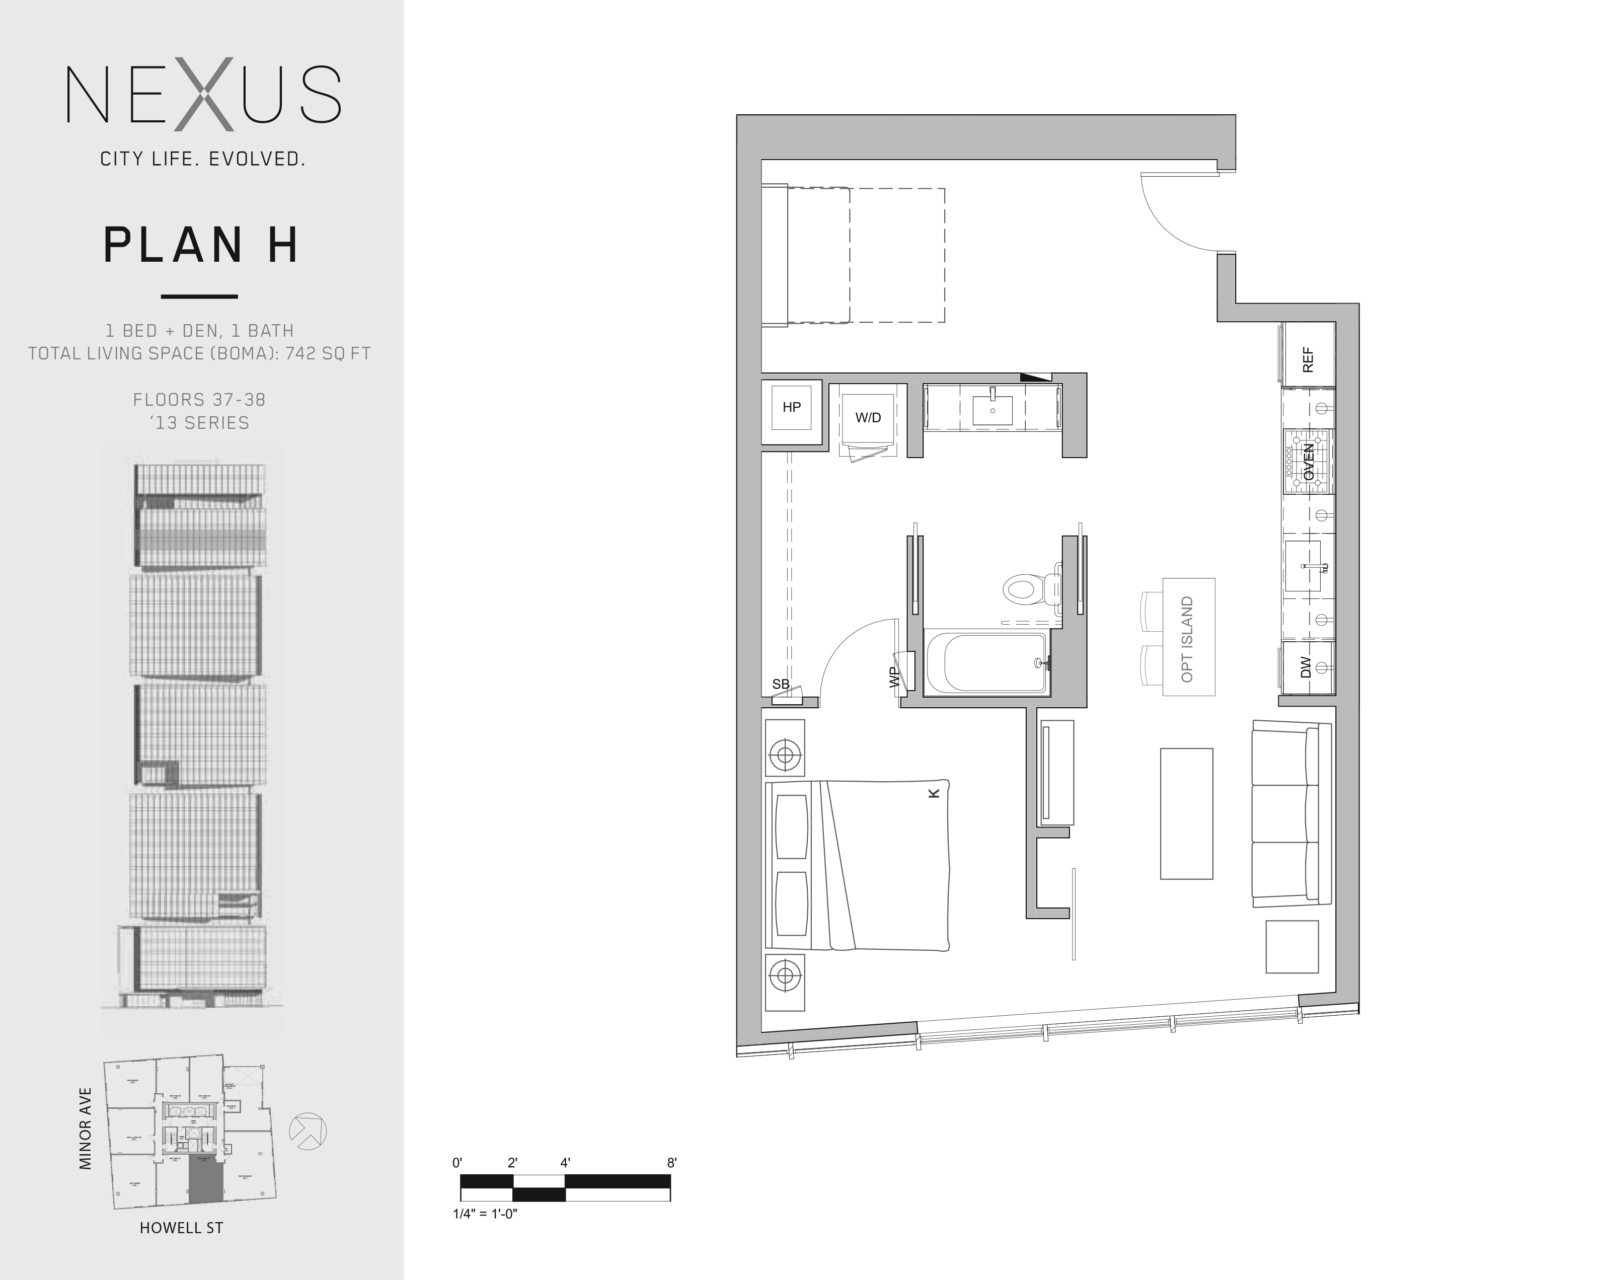 NEXUS
CITY LIFE. EVOLVED.
PLAN H
1 BED + DEN, 1 BATH
TOTAL LIVING SPACE (BOMA): 742 SQ FT
FLOORS 37-38
'13 SERIES
MINOR AVE
HOWELL ST
REF
HP
W/D
OVEN
OPT ISLAND
DW
SB
WP
K
0' 2' 4' 8'
1/4" = 1'-0"